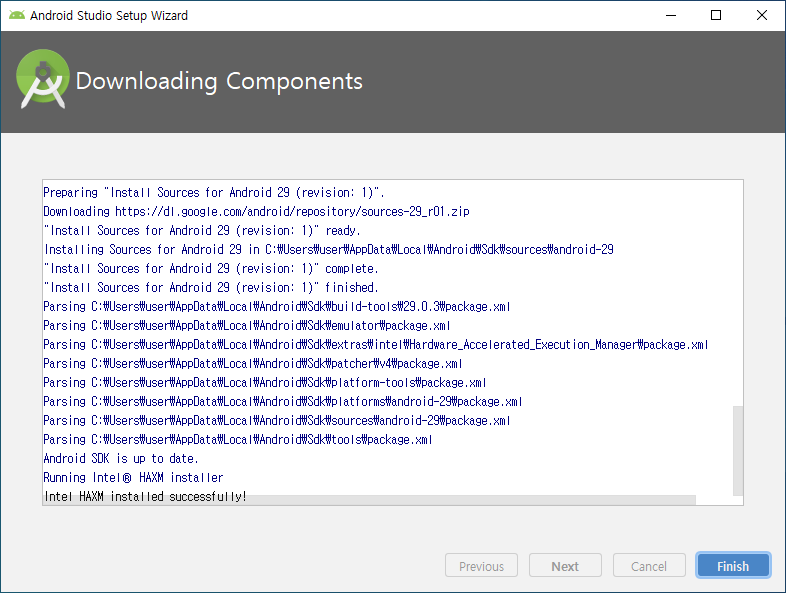 Android Studio Setup Wizard
Downloading Components
Preparing "Install Sources for Android 29 (revision: 1)".
Downloading https://dl.google.com/android/repository/sources-29_r01.zip
"Install Sources for Android 29 (revision: 1)" ready.
Installing Sources for Android 29 in C:₩Users₩user₩AppData₩Local₩Android₩Sdk₩sources₩android-29
"Install Sources for Android 29 (revision: 1)" complete.
"Install Sources for Android 29 (revision: 1)" finished.
Parsing C:₩Users₩user₩AppData₩Local₩Android₩Sdk₩build-tools₩29.0.3₩package.xml
Parsing C:₩Users₩user₩AppData₩Local₩Android₩Sdk₩emulator₩package.xml
Parsing C:₩Users₩user₩AppData₩Local₩Android₩Sdk₩extras₩intel₩Hardware_Accelerated_Execution_Manager₩package.xml
Parsing C:₩Users₩user₩AppData₩Local₩Android₩Sdk₩patcher₩v4₩package.xml
Parsing C:₩Users₩user₩AppData₩Local₩Android₩Sdk₩platform-tools₩package.xml
Parsing C:₩Users₩user₩AppData₩Local₩Android₩Sdk₩platforms₩android-29₩package.xml
Parsing C:₩Users₩user₩AppData₩Local₩Android₩Sdk₩sources₩android-29₩package.xml
Parsing C:₩Users₩user₩AppData₩Local₩Android₩Sdk₩tools₩package.xml
Android SDK is up to date.
Running Intel® HAXM installer
Intel HAXM installed successfully!
Previous Next Cancel Finish